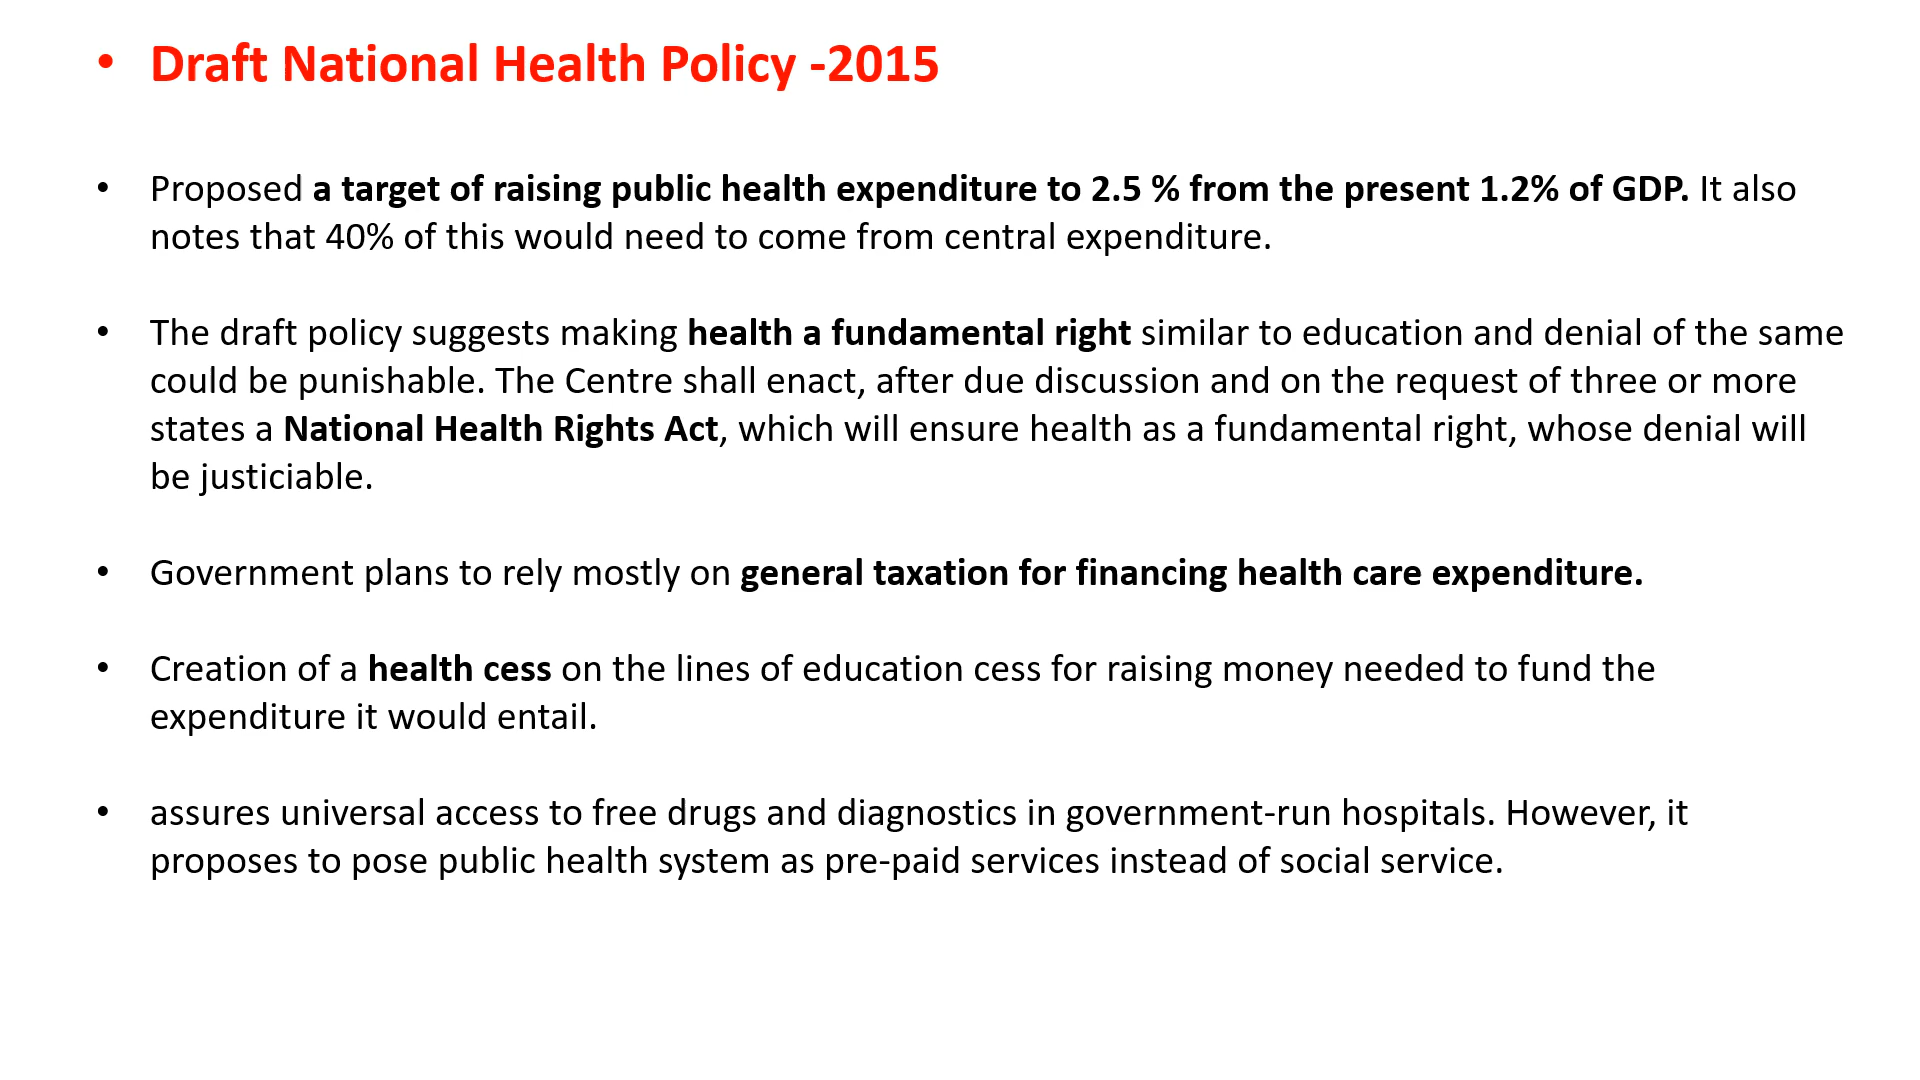 • Draft National Health Policy -2015
• Proposed a target of raising public health expenditure to 2.5 % from the present 1.2% of GDP. It also
notes that 40% of this would need to come from central expenditure.
• The draft policy suggests making health a fundamental right similar to education and denial of the same
could be punishable. The Centre shall enact, after due discussion and on the request of three or more
states a National Health Rights Act, which will ensure health as a fundamental right, whose denial will
be justiciable.
• Government plans to rely mostly on general taxation for financing health care expenditure.
• Creation of a health cess on the lines of education cess for raising money needed to fund the
expenditure it would entail.
• assures universal access to free drugs and diagnostics in government-run hospitals. However, it
proposes to pose public health system as pre-paid services instead of social service.